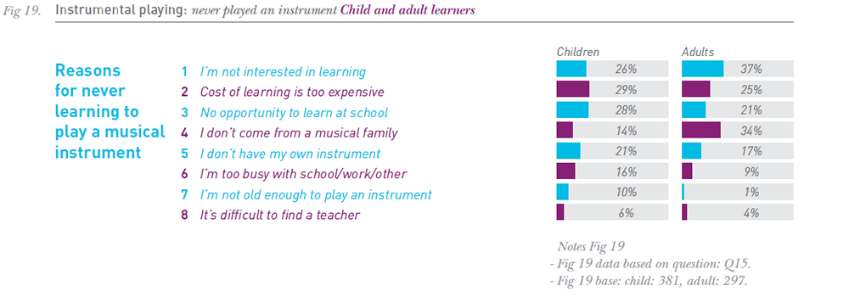 Fig 19. Instrumental playing: never played an instrument Child and adult learners
Children Adults
Reasons
for never
learning to
play a musical
instrument
1 I'm not interested in learning 26% 37%
2 Cost of learning is too expensive 29% 25%
3 No opportunity to learn at school 28% 21%
4 I don't come from a musical family 14% 34%
5 I don't have my own instrument 21% 17%
6 I'm too busy with school/work/other 16% 9%
7 I'm not old enough to play an instrument 10% 1%
8 It's difficult to find a teacher 6% 4%
Notes Fig 19
- Fig 19 data based on question: Q15.
- Fig 19 base: child: 381, adult: 297.